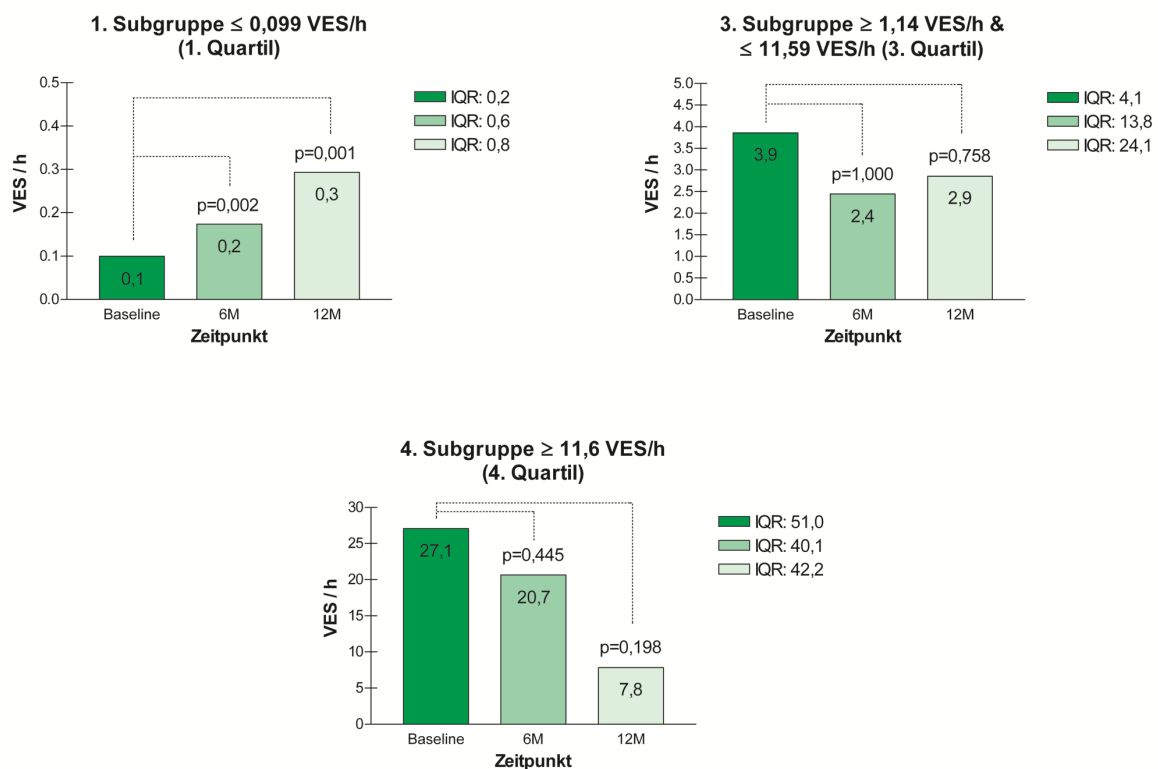 1. Subgruppe ≤ 0,099 VES/h
(1. Quartil)
VES / h
0.5
0.4
0.3
0.2
0.1
0.0
p=0,002
p=0,001
0,1
0,2
0,3
Baseline
6M
12M
Zeitpunkt
IQR: 0,2
IQR: 0,6
IQR: 0,8
3. Subgruppe ≥ 1,14 VES/h &
≤ 11,59 VES/h (3. Quartil)
VES / h
5.0
4.5
4.0
3.5
3.0
2.5
2.0
1.5
1.0
0.5
0.0
p=1,000
p=0,758
3,9
2,4
2,9
Baseline
6M
12M
Zeitpunkt
IQR: 4,1
IQR: 13,8
IQR: 24,1
4. Subgruppe ≥ 11,6 VES/h
(4. Quartil)
VES / h
30
25
20
15
10
5
0
p=0,445
p=0,198
27,1
20,7
7,8
Baseline
6M
12M
Zeitpunkt
IQR: 51,0
IQR: 40,1
IQR: 42,2